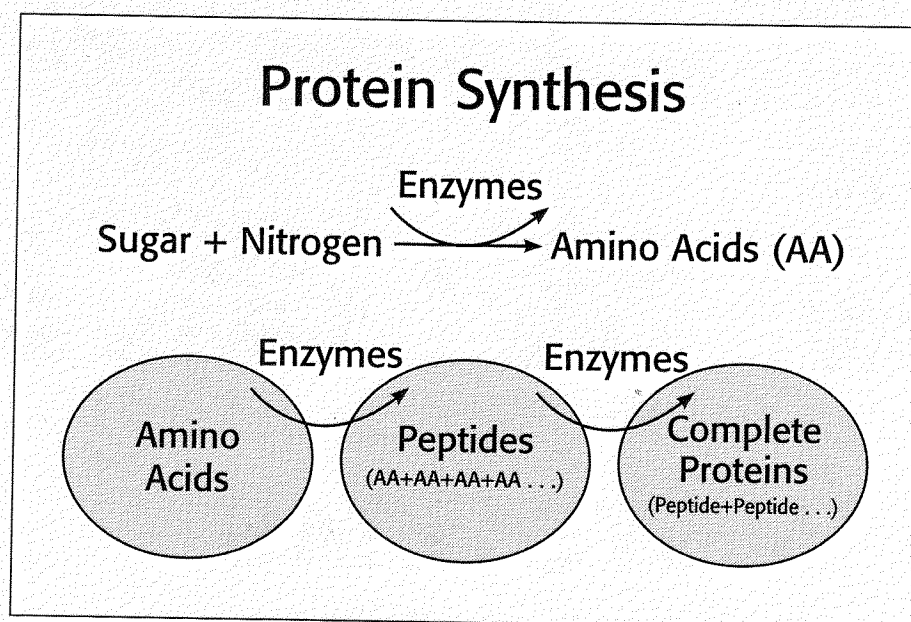 Protein Synthesis
Enzymes
Sugar + Nitrogen
Amino Acids (AA)
Enzymes
Enzymes
Amino
Acids
Peptides
(AA+AA+AA+AA . . .)
Complete
Proteins
(Peptide+Peptide . . .)